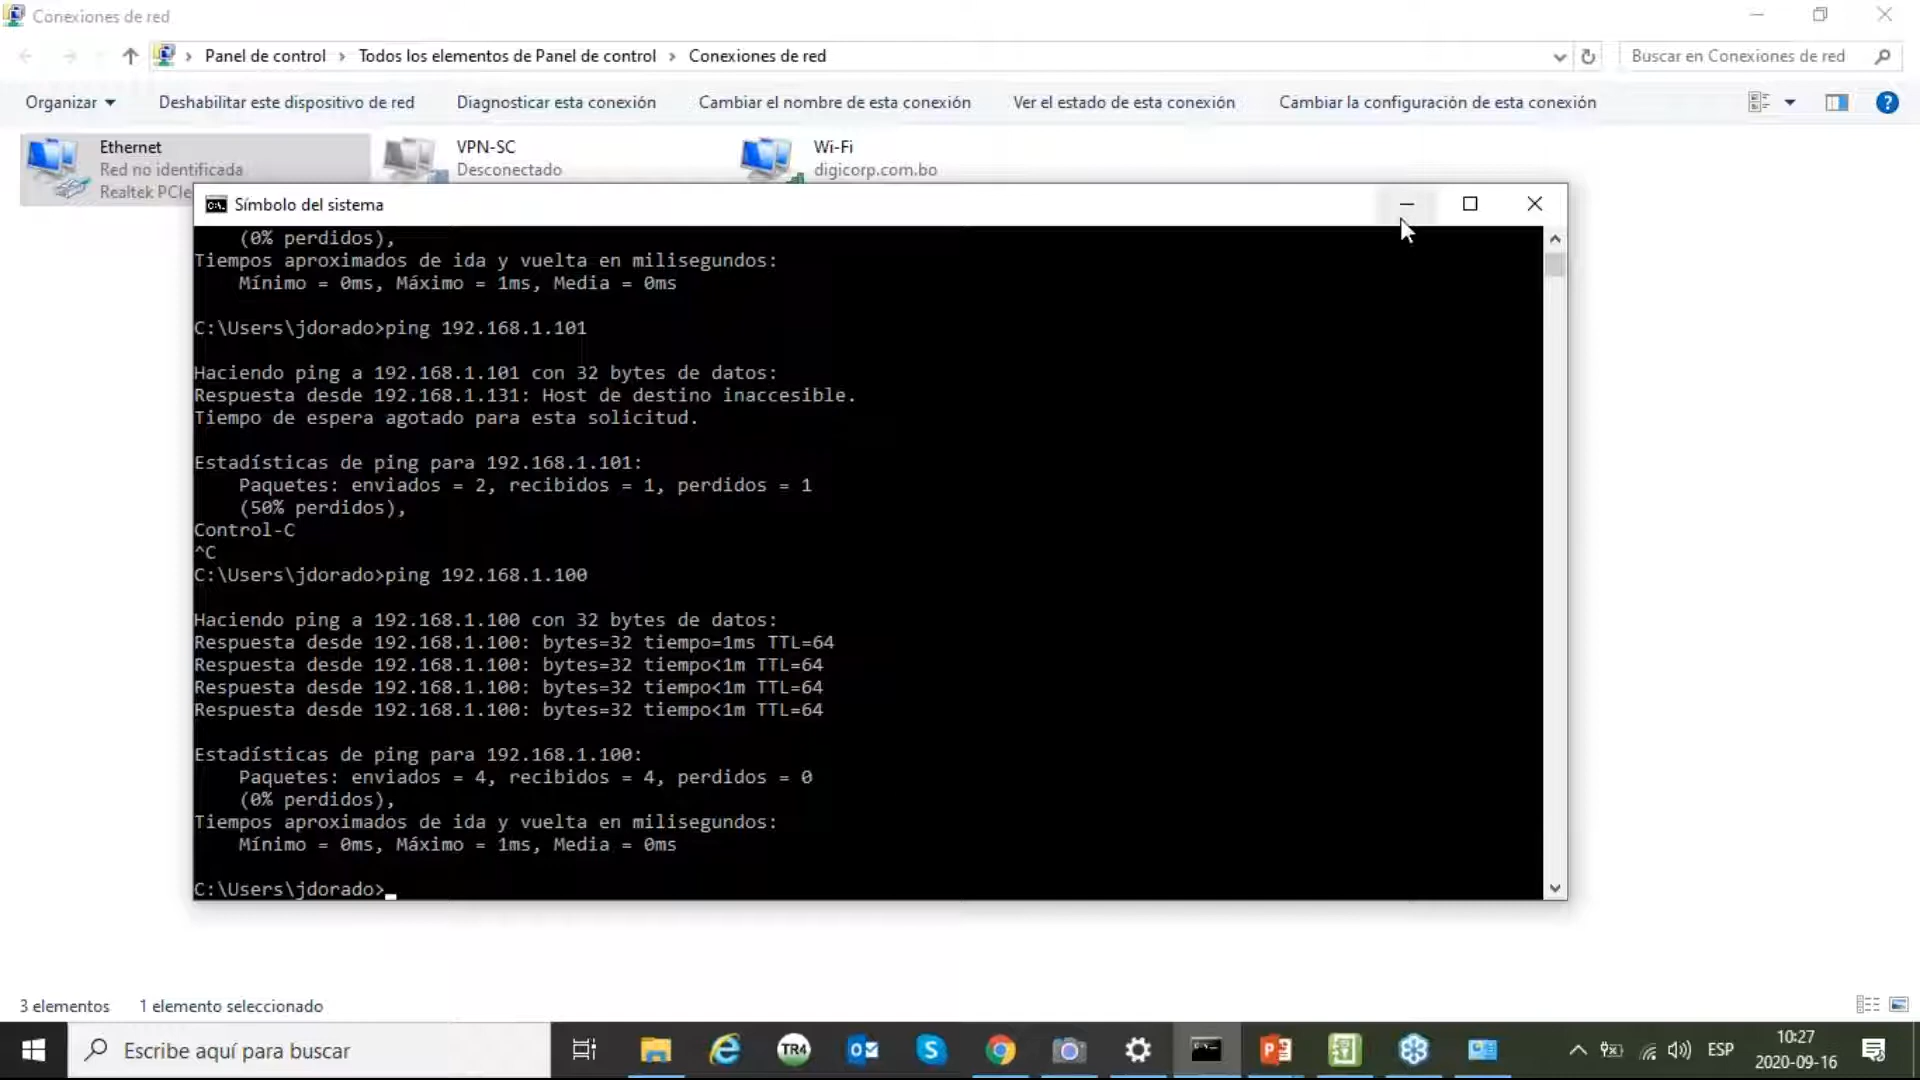 Conexiones de red
Panel de control > Todos los elementos de Panel de control > Conexiones de red
Buscar en Conexiones de red
Organizar
Deshabilitar este dispositivo de red
Diagnosticar esta conexión
Cambiar el nombre de esta conexión
Ver el estado de esta conexión
Cambiar la configuración de esta conexión
Ethernet
Red no identificada
Realtek PCIe
VPN-SC
Desconectado
Wi-Fi
digicorp.com.bo
Símbolo del sistema
(0% perdidos),
Tiempos aproximados de ida y vuelta en milisegundos:
Mínimo = 0ms, Máximo = 1ms, Media = 0ms
C:\Users\jdorado>ping 192.168.1.101
Haciendo ping a 192.168.1.101 con 32 bytes de datos:
Respuesta desde 192.168.1.131: Host de destino inaccesible.
Tiempo de espera agotado para esta solicitud.
Estadísticas de ping para 192.168.1.101:
Paquetes: enviados = 2, recibidos = 1, perdidos = 1
(50% perdidos),
Control-C
^C
C:\Users\jdorado>ping 192.168.1.100
Haciendo ping a 192.168.1.100 con 32 bytes de datos:
Respuesta desde 192.168.1.100: bytes=32 tiempo=1ms TTL=64
Respuesta desde 192.168.1.100: bytes=32 tiempo<1m TTL=64
Respuesta desde 192.168.1.100: bytes=32 tiempo<1m TTL=64
Respuesta desde 192.168.1.100: bytes=32 tiempo<1m TTL=64
Estadísticas de ping para 192.168.1.100:
Paquetes: enviados = 4, recibidos = 4, perdidos = 0
(0% perdidos),
Tiempos aproximados de ida y vuelta en milisegundos:
Mínimo = 0ms, Máximo = 1ms, Media = 0ms
C:\Users\jdorado>
3 elementos
1 elemento seleccionado
Escribe aquí para buscar
TR4
ESP
10:27
2020-09-16